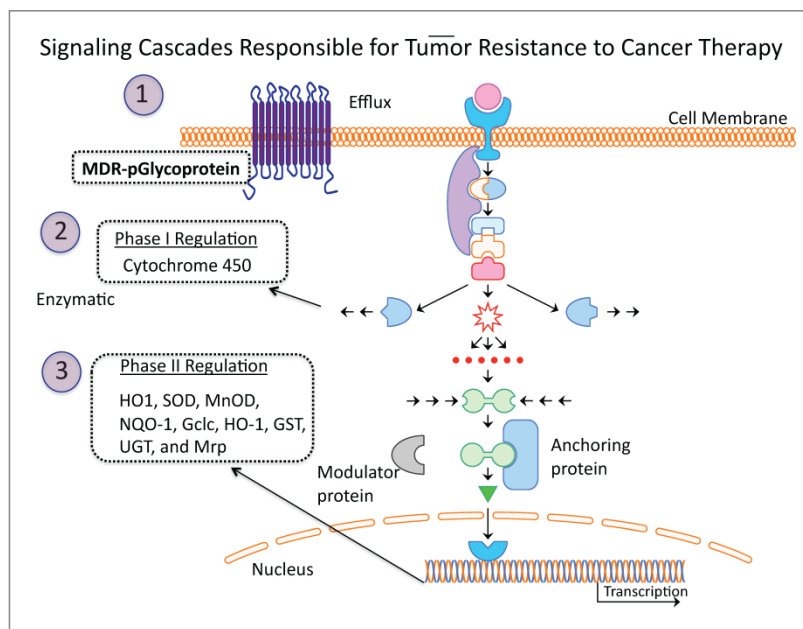 Signaling Cascades Responsible for Tumor Resistance to Cancer Therapy
1
Efflux
Cell Membrane
MDR-pGlycoprotein
2
Phase I Regulation
Cytochrome 450
Enzymatic
3
Phase II Regulation
HO1, SOD, MnOD,
NQO-1, Gclc, HO-1, GST,
UGT, and Mrp
Modulator
protein
Anchoring
protein
Nucleus
Transcription